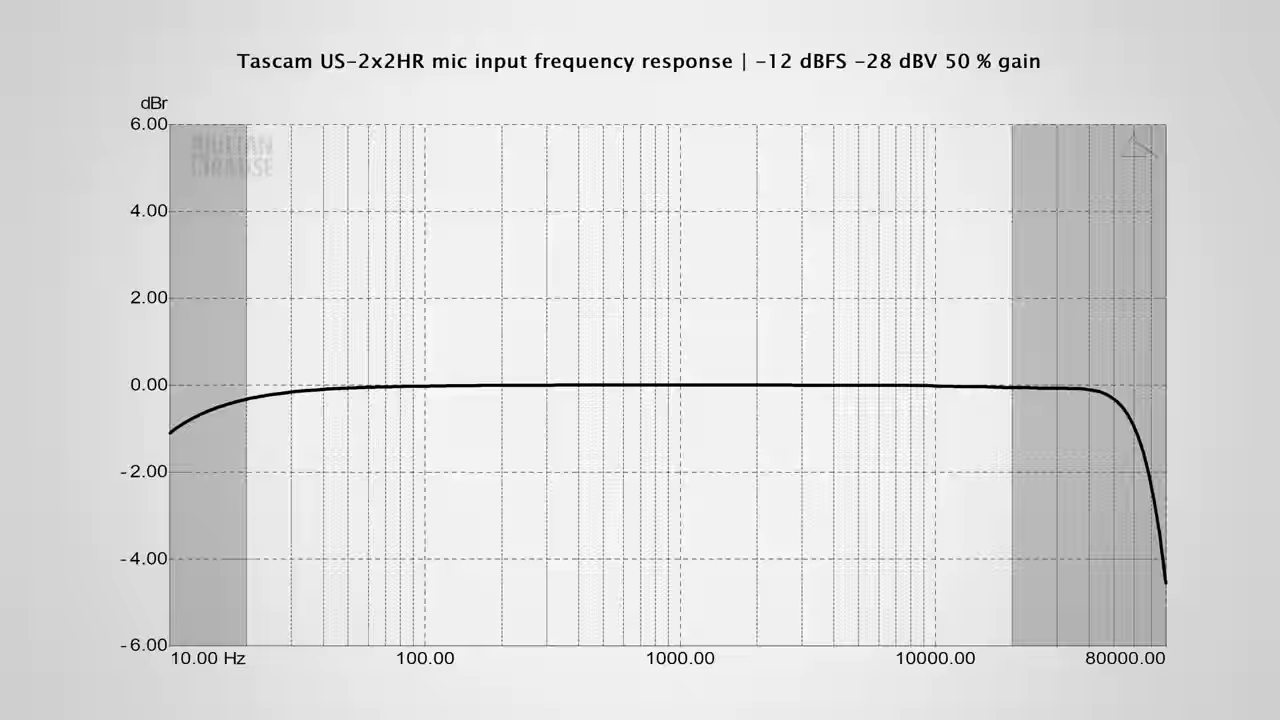 Tascam US-2x2HR mic input frequency response | -12 dBFS -28 dBV 50 % gain
dBr
6.00
JULIAN
KRAUSE
4.00
2.00
0.00
-2.00
-4.00
-6.00
10.00 Hz 100.00 1000.00 10000.00 80000.00